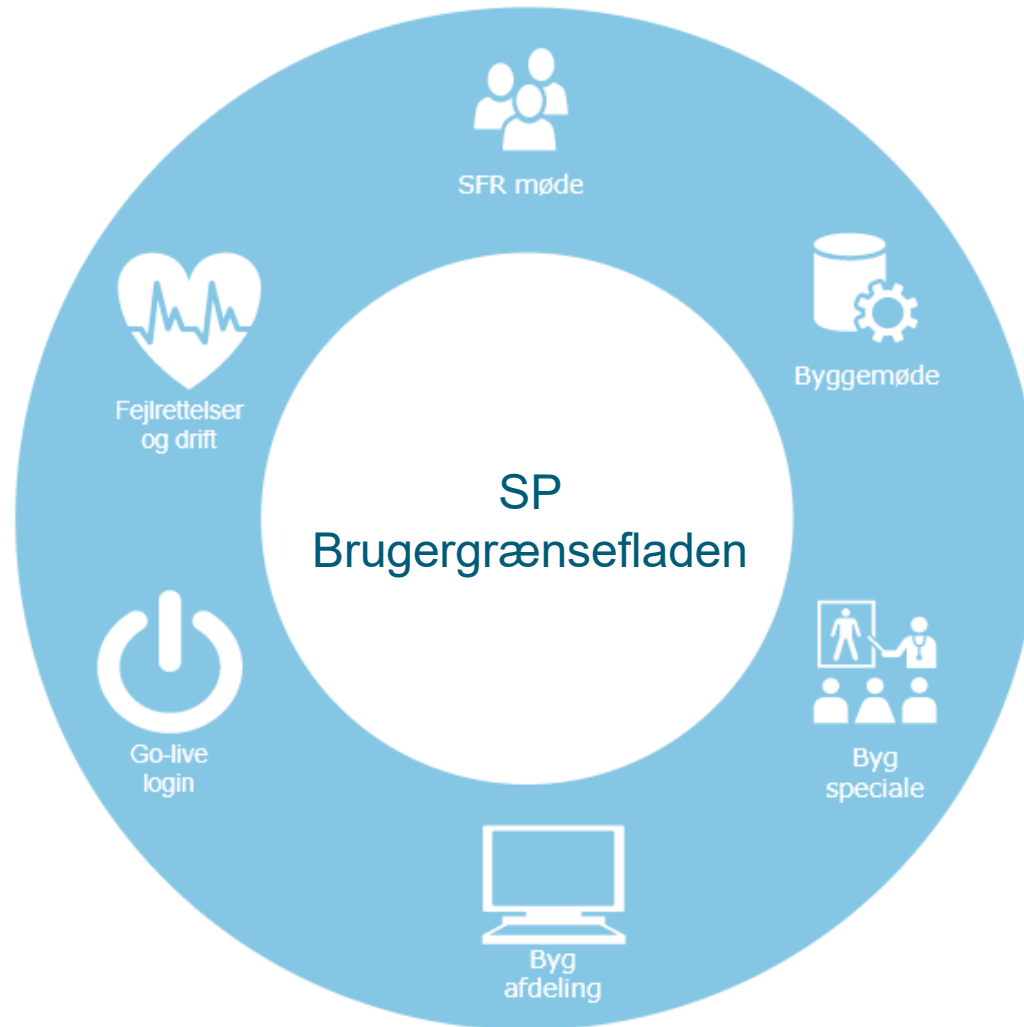 SFR møde
Byggemøde
Byg
speciale
Byg
afdeling
Go-live
login
Fejlrettelser
og drift
SP
Brugergrænsefladen